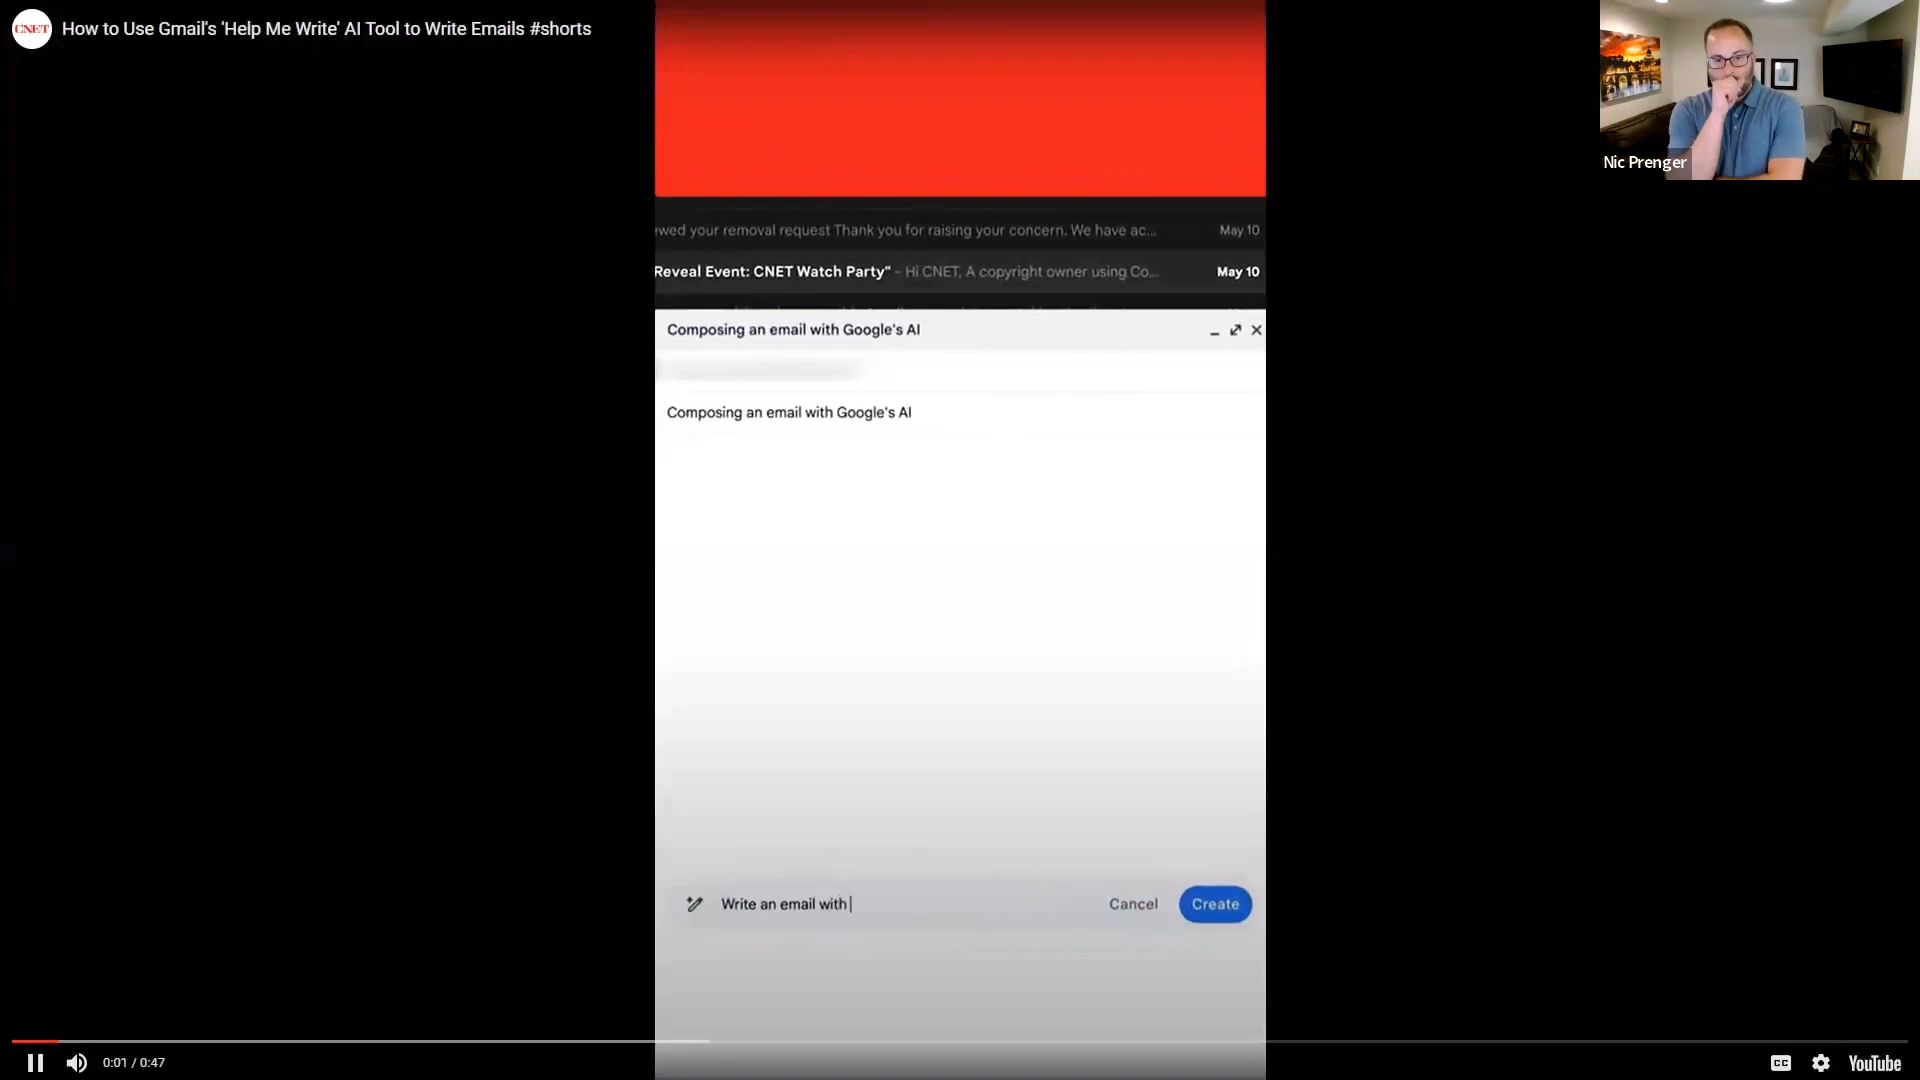 CNET
How to Use Gmail's 'Help Me Write' AI Tool to Write Emails #shorts
Nic Prenger
ewed your removal request Thank you for raising your concern. We have ac... May 10
Reveal Event: CNET Watch Party" - Hi CNET, A copyright owner using Co... May 10
Composing an email with Google's AI
Composing an email with Google's AI
Write an email with
Cancel
Create
0:01 / 0:47
CC
YouTube